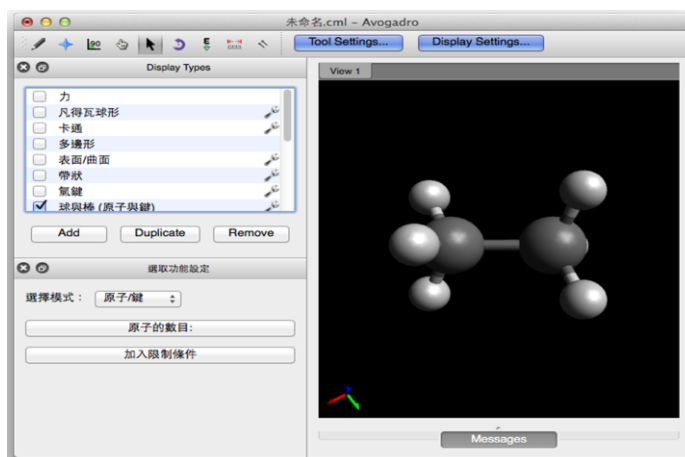 未命名.cml - Avogadro
Tool Settings...
Display Settings...
Display Types
力
凡得瓦球形
卡通
多邊形
表面/曲面
帶狀
氫鍵
球與棒 (原子與鍵)
Add
Duplicate
Remove
選取功能設定
選擇模式：
原子/鍵
原子的數目:
加入限制條件
View 1
Messages